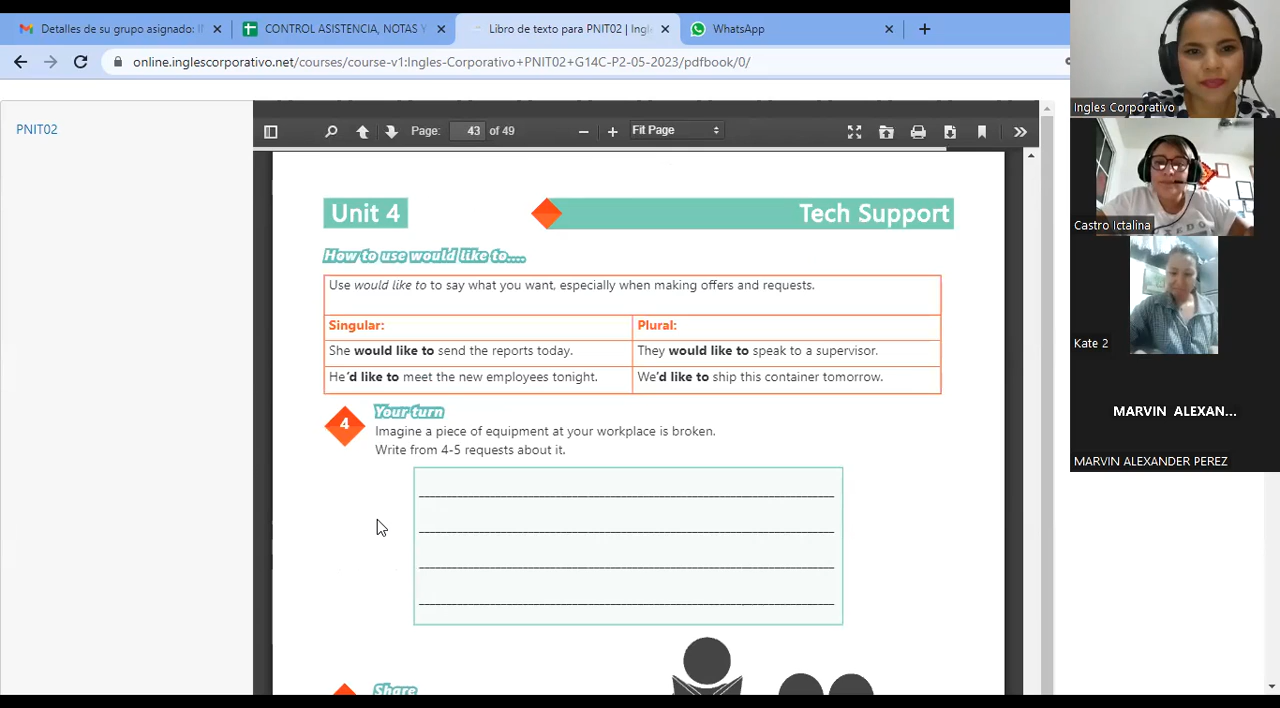 Detalles de su grupo asignado: I
CONTROL ASISTENCIA, NOTAS Y
Libro de texto para PNIT02 | Ingl
WhatsApp
online.inglescorporativo.net/courses/course-v1:Ingles-Corporativo+PNIT02+G14C-P2-05-2023/pdfbook/0/
PNIT02
Page: 43 of 49
Fit Page
Unit 4
Tech Support
How to use would like to....
Use would like to to say what you want, especially when making offers and requests.
Singular:
Plural:
She would like to send the reports today.
They would like to speak to a supervisor.
He'd like to meet the new employees tonight.
We'd like to ship this container tomorrow.
4
Your turn
Imagine a piece of equipment at your workplace is broken.
Write from 4-5 requests about it.
Share
Ingles Corporativo
Castro Ictalina
Kate 2
MARVIN ALEXAN...
MARVIN ALEXANDER PEREZ